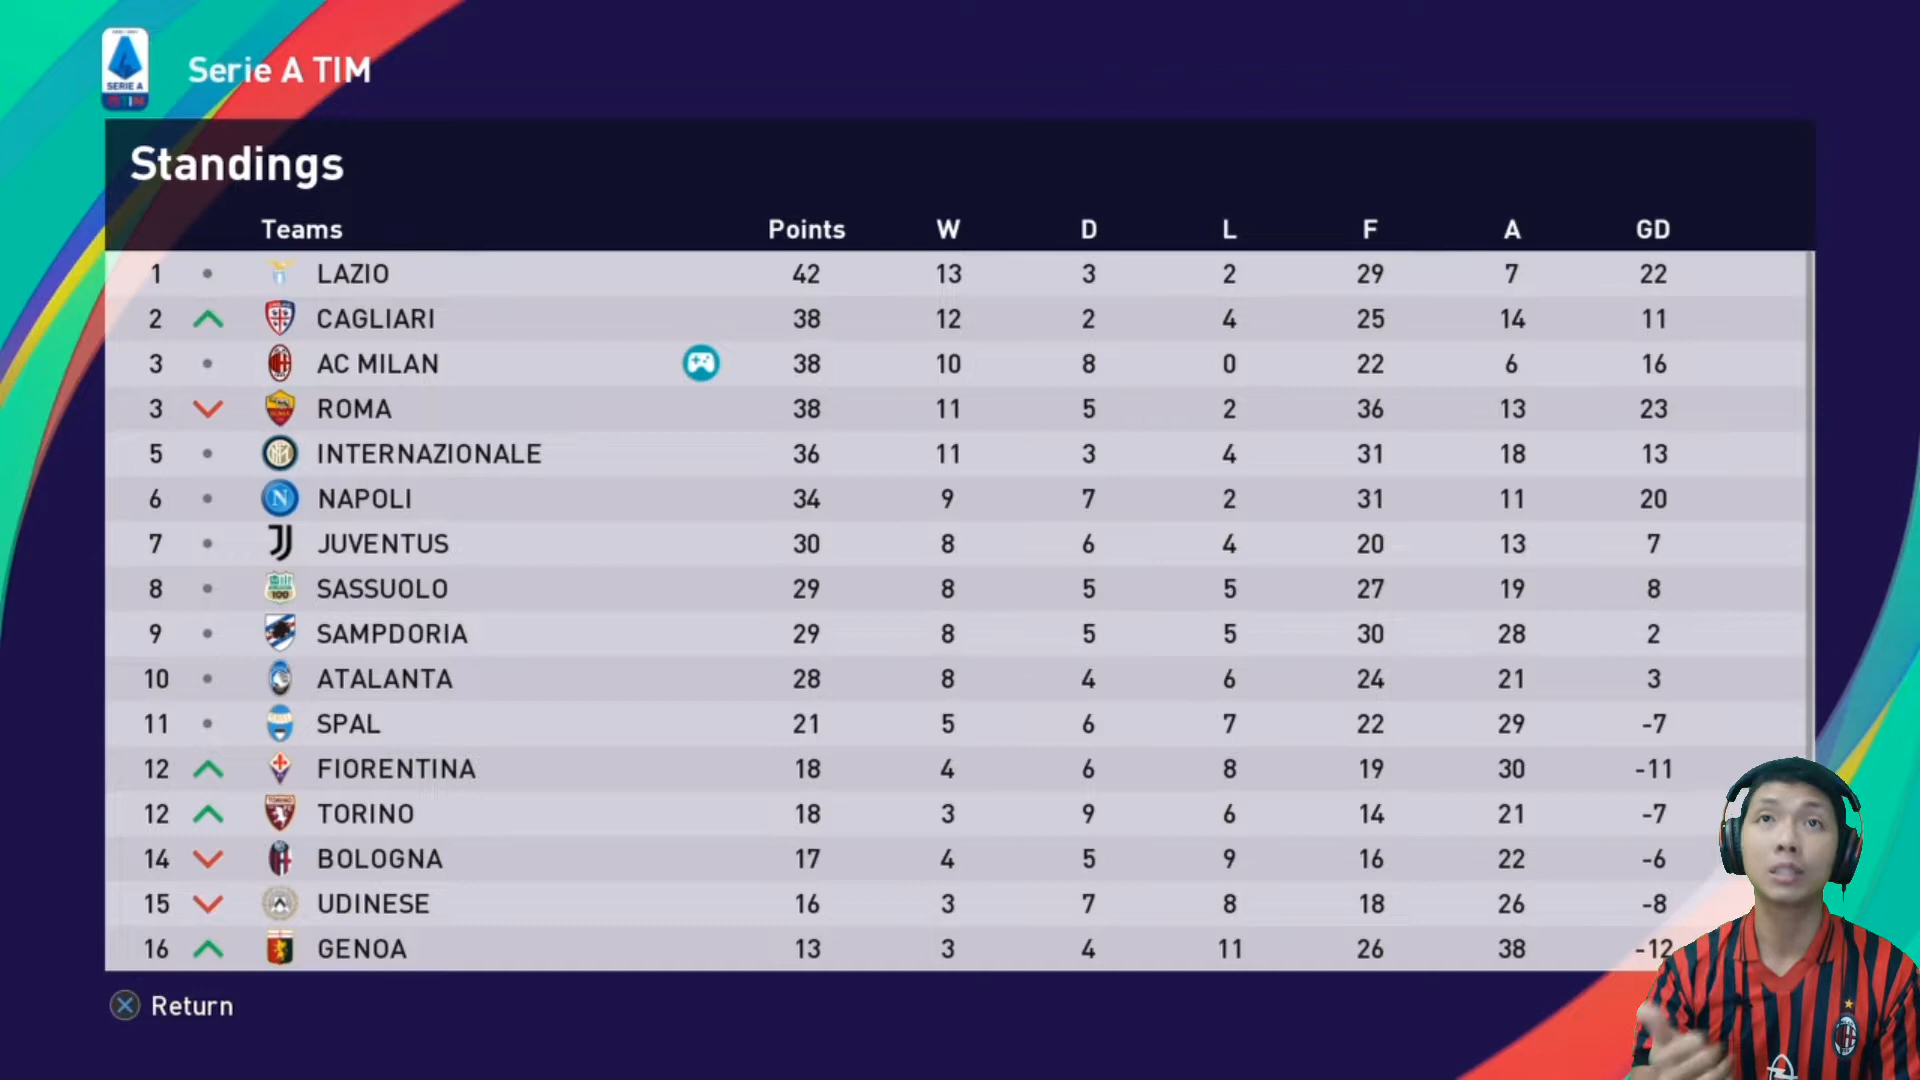 SERIE A
TIM
Serie A TIM
Standings
Teams Points W D L F A GD
1 LAZIO 42 13 3 2 29 7 22
2 CAGLIARI 38 12 2 4 25 14 11
3 AC MILAN 38 10 8 0 22 6 16
3 ROMA 38 11 5 2 36 13 23
5 INTERNAZIONALE 36 11 3 4 31 18 13
6 NAPOLI 34 9 7 2 31 11 20
7 JUVENTUS 30 8 6 4 20 13 7
8 SASSUOLO 29 8 5 5 27 19 8
9 SAMPDORIA 29 8 5 5 30 28 2
10 ATALANTA 28 8 4 6 24 21 3
11 SPAL 21 5 6 7 22 29 -7
12 FIORENTINA 18 4 6 8 19 30 -11
12 TORINO 18 3 9 6 14 21 -7
14 BOLOGNA 17 4 5 9 16 22 -6
15 UDINESE 16 3 7 8 18 26 -8
16 GENOA 13 3 4 11 26 38 -12
Return